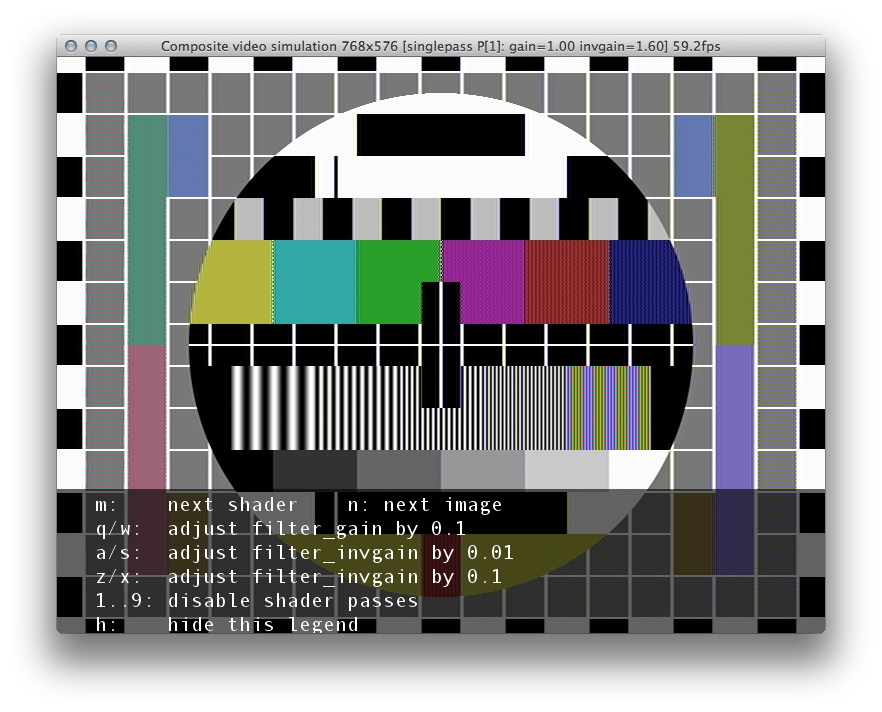 Composite video simulation 768x576 [singlepass P[1]: gain=1.00 invgain=1.60] 59.2fps
m: next shader n: next image
q/w: adjust filter_gain by 0.1
a/s: adjust filter_invgain by 0.01
z/x: adjust filter_invgain by 0.1
1..9: disable shader passes
h: hide this legend